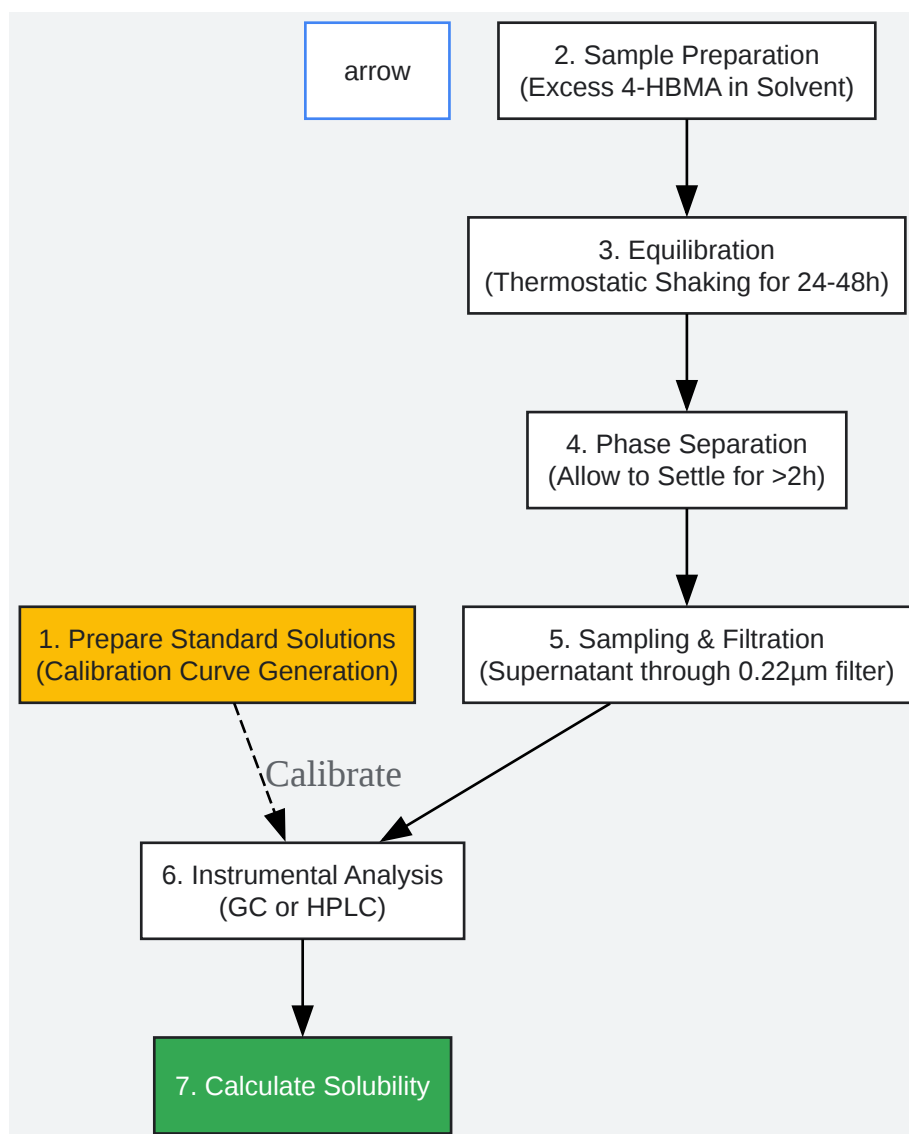 arrow
2. Sample Preparation
(Excess 4-HBMA in Solvent)
3. Equilibration
(Thermostatic Shaking for 24-48h)
4. Phase Separation
(Allow to Settle for >2h)
1. Prepare Standard Solutions
(Calibration Curve Generation)
5. Sampling & Filtration
(Supernatant through 0.22µm filter)
Calibrate
6. Instrumental Analysis
(GC or HPLC)
7. Calculate Solubility